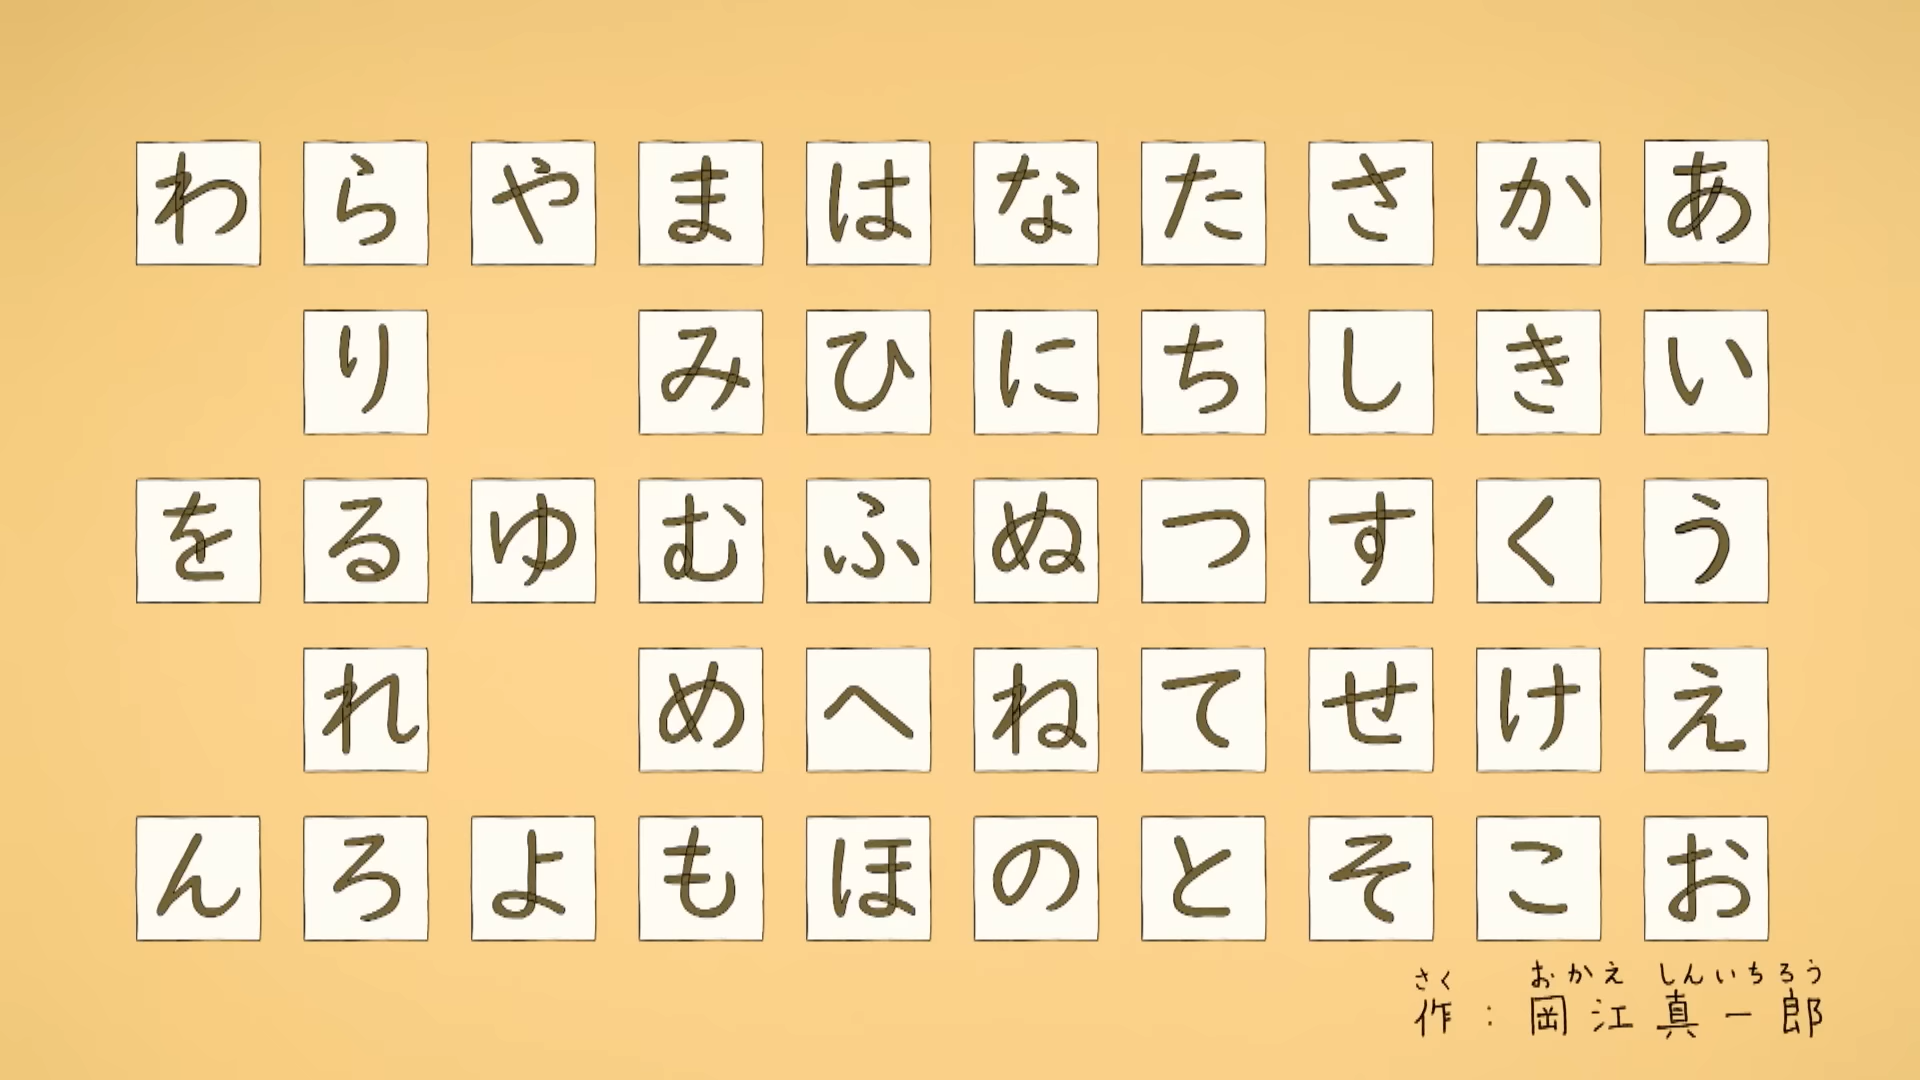 わ ら や ま は な た さ か あ
り み ひ に ち し き い
を る ゆ む ふ ぬ つ す く う
れ め へ ね て せ け え
ん ろ よ も ほ の と そ こ お
さく おかえ しんいちろう
作：岡江真一郎